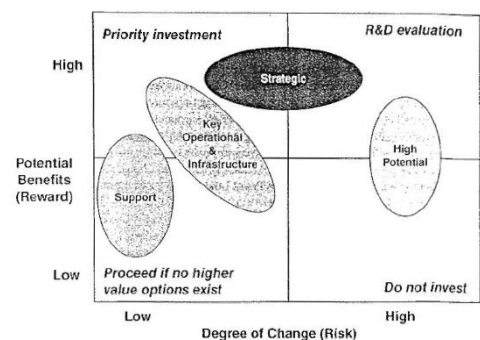 Priority investment
R&D evaluation
High
Strategic
Key
Operational
&
Infrastructure
High
Potential
Potential
Benefits
(Reward)
Support
Low
Proceed if no higher
value options exist
Do not invest
Low
High
Degree of Change (Risk)